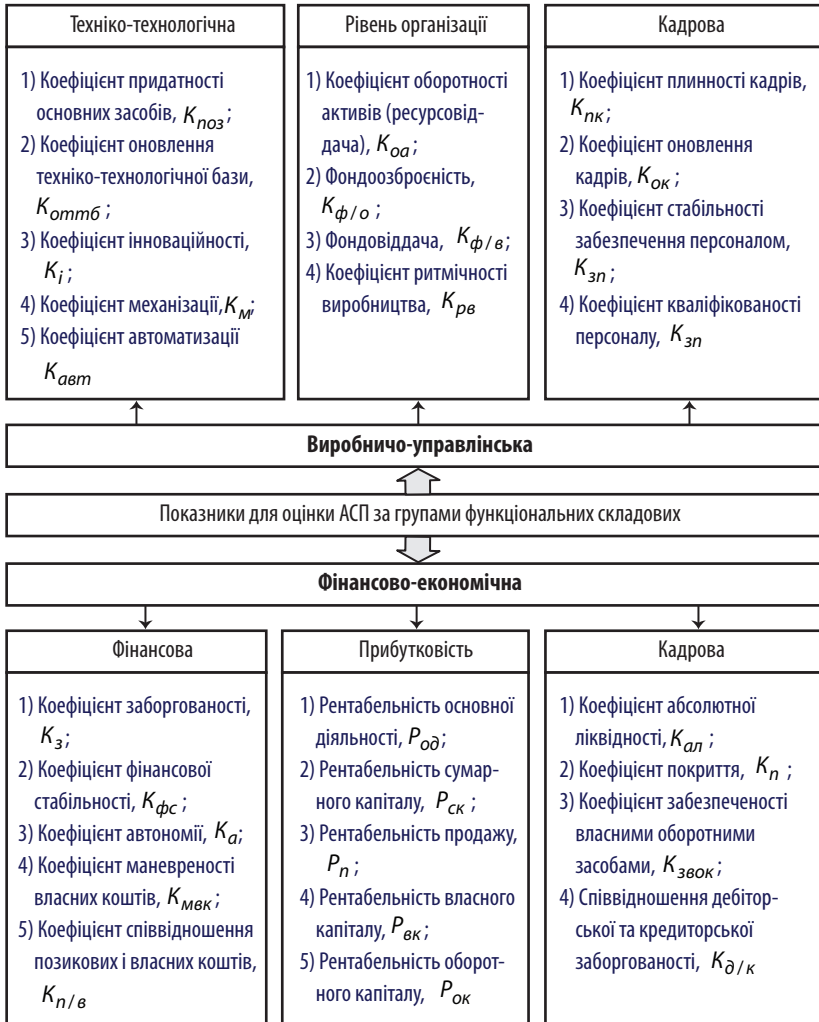 Техніко-технологічна
1) Коефіцієнт придатності
основних засобів, Kпоз;
2) Коефіцієнт оновлення
техніко-технологічної бази,
Kоттб;
3) Коефіцієнт інноваційності,
Kі;
4) Коефіцієнт механізації, Kм;
5) Коефіцієнт автоматизації
Kавт
Рівень організації
1) Коефіцієнт оборотності
активів (ресурсовід-
дача), Kоа;
2) Фондоозброєність,
Kф/о;
3) Фондовіддача, Kф/в;
4) Коефіцієнт ритмічності
виробництва, Kрв
Кадрова
1) Коефіцієнт плинності кадрів,
Kпк;
2) Коефіцієнт оновлення
кадрів, Kок;
3) Коефіцієнт стабільності
забезпечення персоналом,
Kзп;
4) Коефіцієнт кваліфікованості
персоналу, Kзп
Виробничо-управлінська
Показники для оцінки АСП за групами функціональних складових
Фінансово-економічна
Фінансова
1) Коефіцієнт заборгованості,
Kз;
2) Коефіцієнт фінансової
стабільності, Kфс;
3) Коефіцієнт автономії, Kа;
4) Коефіцієнт маневреності
власних коштів, Kмвк;
5) Коефіцієнт співвідношення
позикових і власних коштів,
Kп/в
Прибутковість
1) Рентабельність основної
діяльності, Pод;
2) Рентабельність сумар-
ного капіталу, Pск;
3) Рентабельність продажу,
Pп;
4) Рентабельність власного
капіталу, Pвк;
5) Рентабельність оборот-
ного капіталу, Pок
Кадрова
1) Коефіцієнт абсолютної
ліквідності, Kал;
2) Коефіцієнт покриття, Kп;
3) Коефіцієнт забезпеченості
власними оборотними
засобами, Kзвок;
4) Співвідношення дебітор-
ської та кредиторської
заборгованості, Kд/к